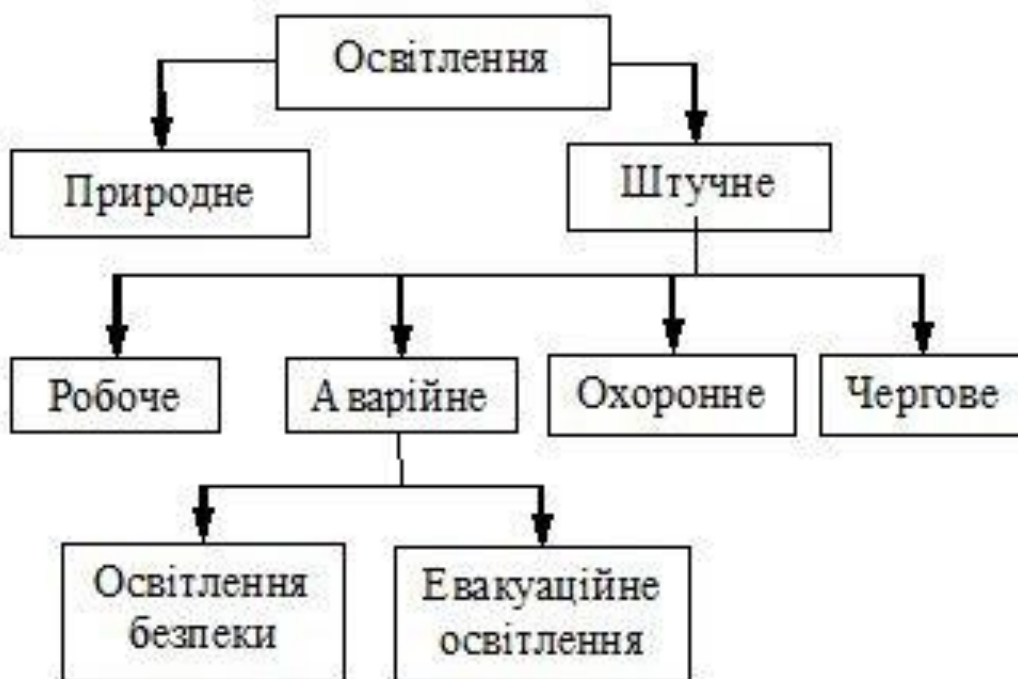 Освітлення
Природне
Штучне
Робоче
Аварійне
Охоронне
Чергове
Освітлення
безпеки
Евакуаційне
освітлення